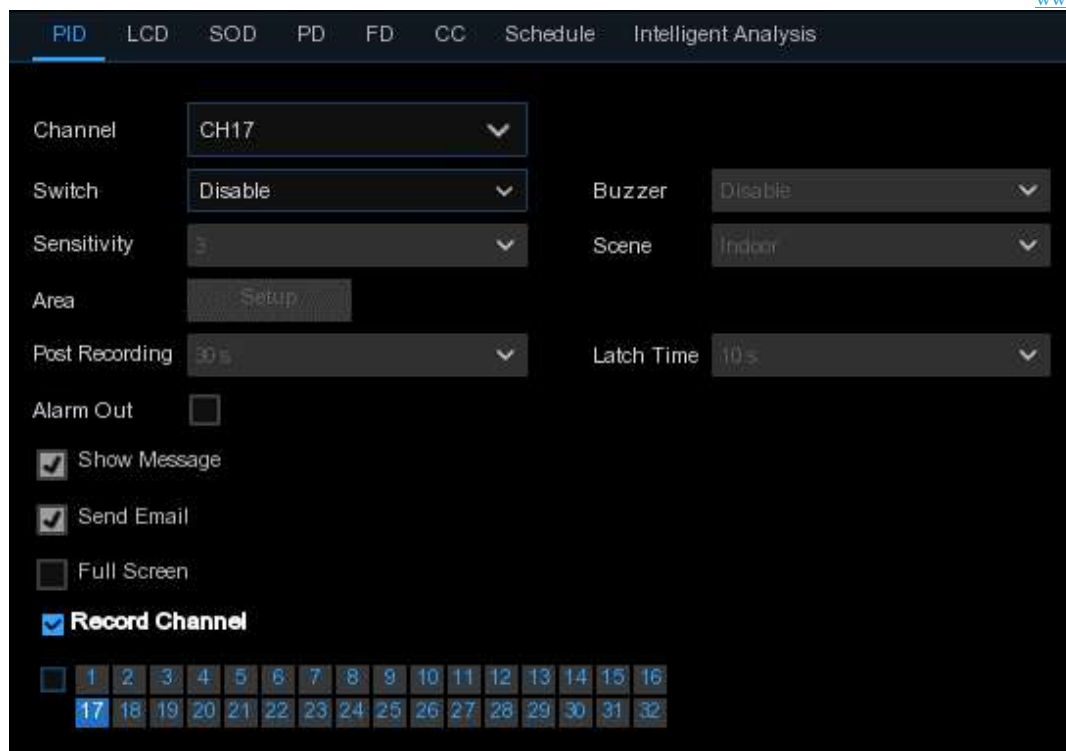 PID LCD SOD PD FD CC Schedule Intelligent Analysis
Channel CH17
Switch Disable Buzzer Disable
Sensitivity 3 Scene Indoor
Area Setup
Post Recording 30 s Latch Time 10 s
Alarm Out
Show Message
Send Email
Full Screen
Record Channel
1 2 3 4 5 6 7 8 9 10 11 12 13 14 15 16
17 18 19 20 21 22 23 24 25 26 27 28 29 30 31 32